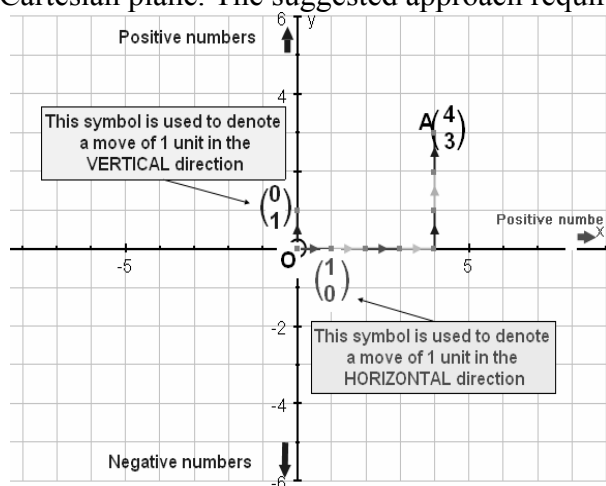 Cartesian plane. The suggested approach requi
6
y
Positive numbers
4
This symbol is used to denote
a move of 1 unit in the
VERTICAL direction
A(4
3)
(0
1)
Positive numbe
x
-5
O
5
(1
0)
-2
This symbol is used to denote
a move of 1 unit in the
HORIZONTAL direction
-4
Negative numbers
-6